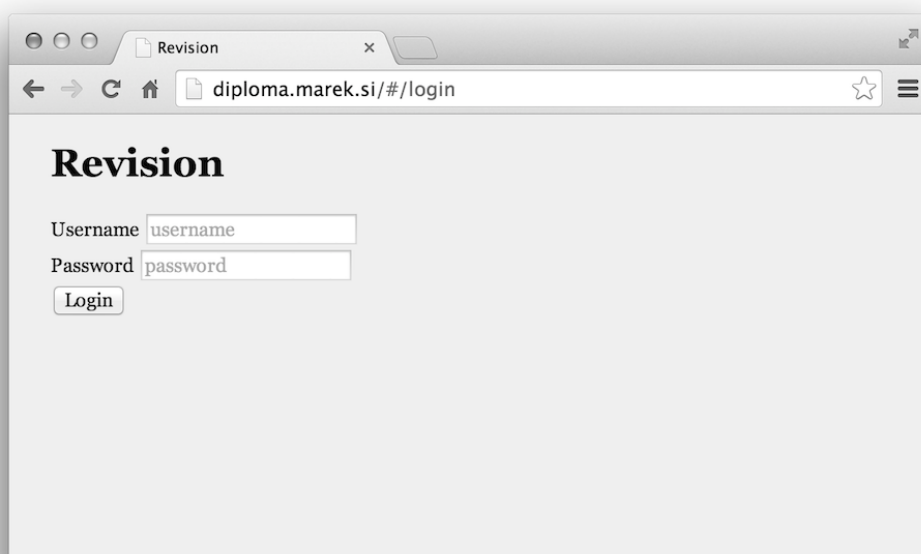 Revision
diploma.marek.si/#/login
Revision
Username username
Password password
Login